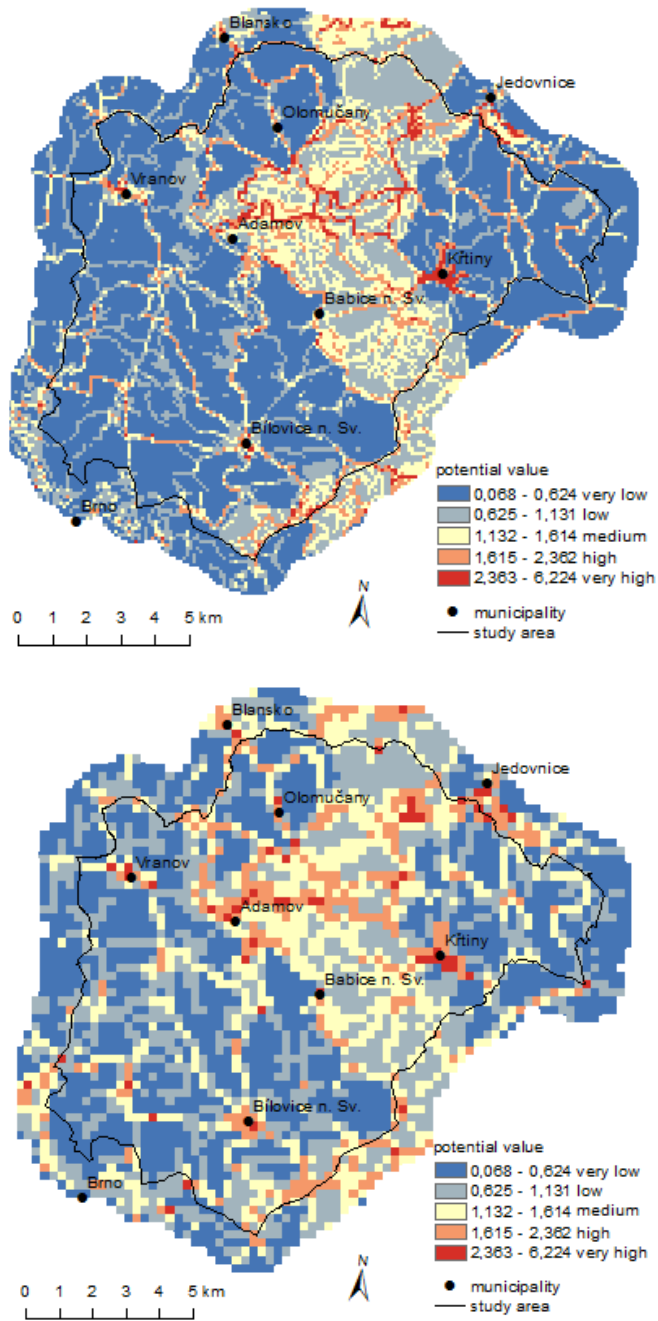 Blansko
Jedovnice
Olomučany
Vranov
Adamov
Křtiny
Babice n. Sv.
Bílovice n. Sv.
Brno
potential value
0,068 - 0,624 very low
0,625 - 1,131 low
1,132 - 1,614 medium
1,615 - 2,362 high
2,363 - 6,224 very high
municipality
study area
N
0 1 2 3 4 5 km
Blansko
Jedovnice
Olomučany
Vranov
Adamov
Křtiny
Babice n. Sv.
Bílovice n. Sv.
Brno
potential value
0,068 - 0,624 very low
0,625 - 1,131 low
1,132 - 1,614 medium
1,615 - 2,362 high
2,363 - 6,224 very high
municipality
study area
N
0 1 2 3 4 5 km